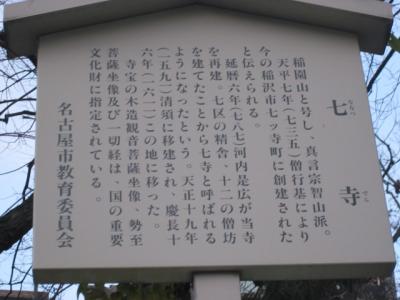 七寺
ななつ でら
稲園山と号し、真言宗智山派。
天平七年(七三五)僧行基により
今の稲沢市七ッ寺町に創建された
と伝えられる。
延暦六年(七八七)河内是広が当寺
を再建。七区の精舎、十二の僧坊
を建てたことから七寺と呼ばれる
ようになったという。天正十九年
(一五九一)清須に移建され、慶長十
六年(一六一一)この地に移った。
寺宝の木造観音菩薩坐像、勢至
菩薩坐像及び一切経は、国の重要
文化財に指定されている。
名古屋市教育委員会